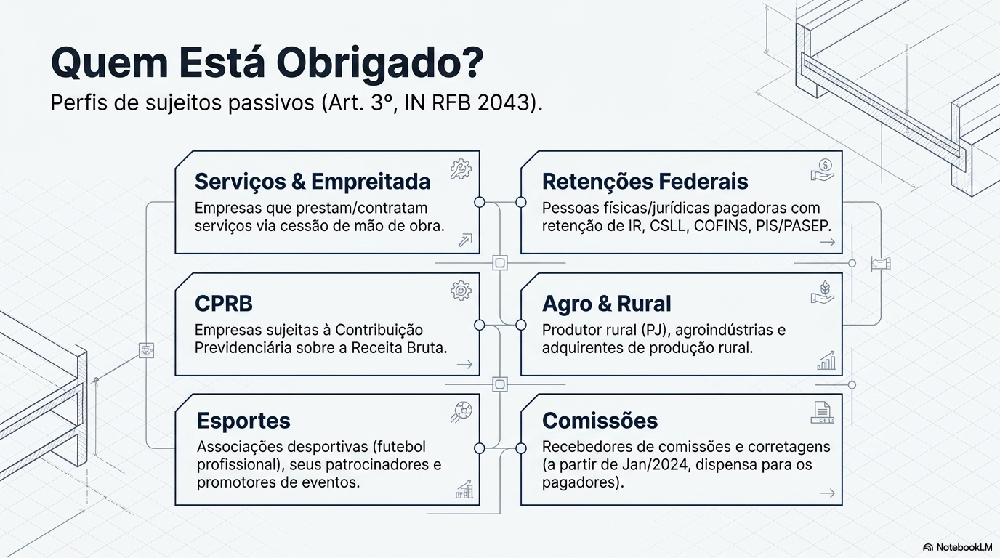 Quem Está Obrigado?
Perfis de sujeitos passivos (Art. 3º, IN RFB 2043).
Serviços & Empreitada
Empresas que prestam/contratam
serviços via cessão de mão de obra.
Retenções Federais
Pessoas físicas/jurídicas pagadoras com
retenção de IR, CSLL, COFINS, PIS/PASEP.
CPRB
Empresas sujeitas à Contribuição
Previdenciária sobre a Receita Bruta.
Agro & Rural
Produtor rural (PJ), agroindústrias e
adquirentes de produção rural.
Esportes
Associações desportivas (futebol
profissional), seus patrocinadores e
promotores de eventos.
Comissões
Recebedores de comissões e corretagens
(a partir de Jan/2024, dispensa para os
pagadores).
NotebookLM